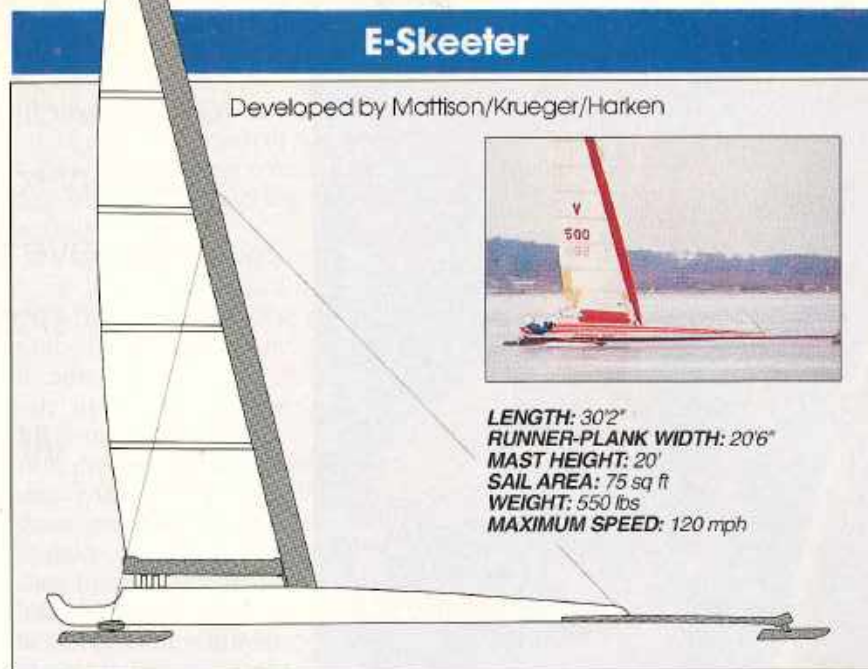 E-Skeeter
Developed by Mattison/Krueger/Harken
V
500
LENGTH: 30'2"
RUNNER-PLANK WIDTH: 20'6"
MAST HEIGHT: 20'
SAIL AREA: 75 sq ft
WEIGHT: 550 lbs
MAXIMUM SPEED: 120 mph